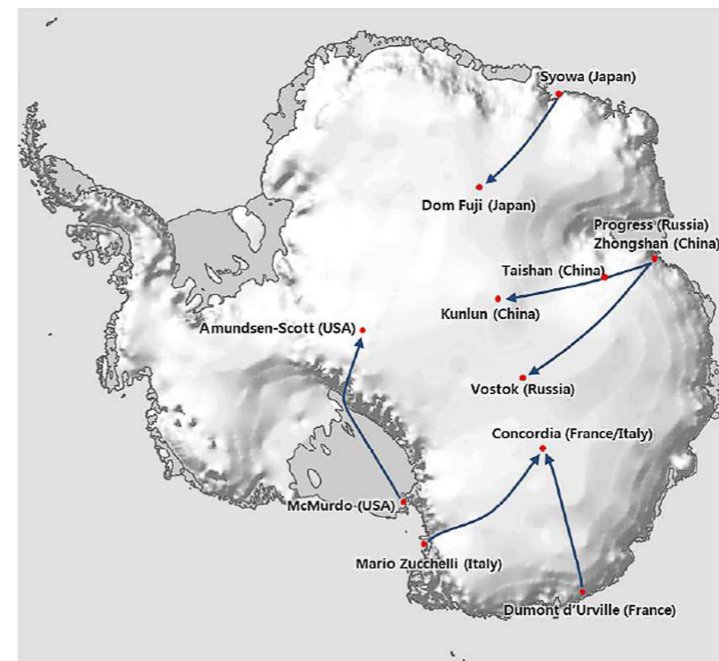 Syowa (Japan)
Dom Fuji (Japan)
Progress (Russia)
Zhongshan (China)
Taishan (China)
Kunlun (China)
Amundsen-Scott (USA)
Vostok (Russia)
Concordia (France/Italy)
McMurdo (USA)
Mario Zucchelli (Italy)
Dumont d'Urville (France)